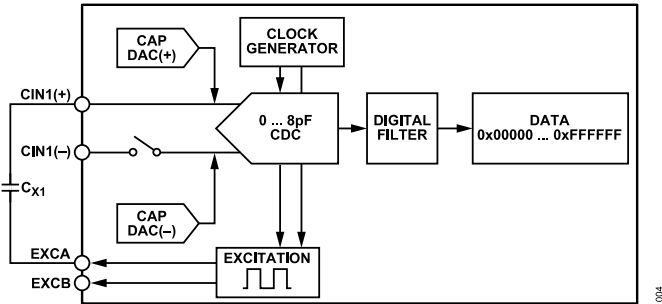 CAP
DAC(+)
CLOCK
GENERATOR
CIN1(+)
0 ... 8pF
CDC
DIGITAL
FILTER
DATA
0x00000 ... 0xFFFFFF
CIN1(–)
CX1
CAP
DAC(–)
EXCA
EXCB
EXCITATION
004